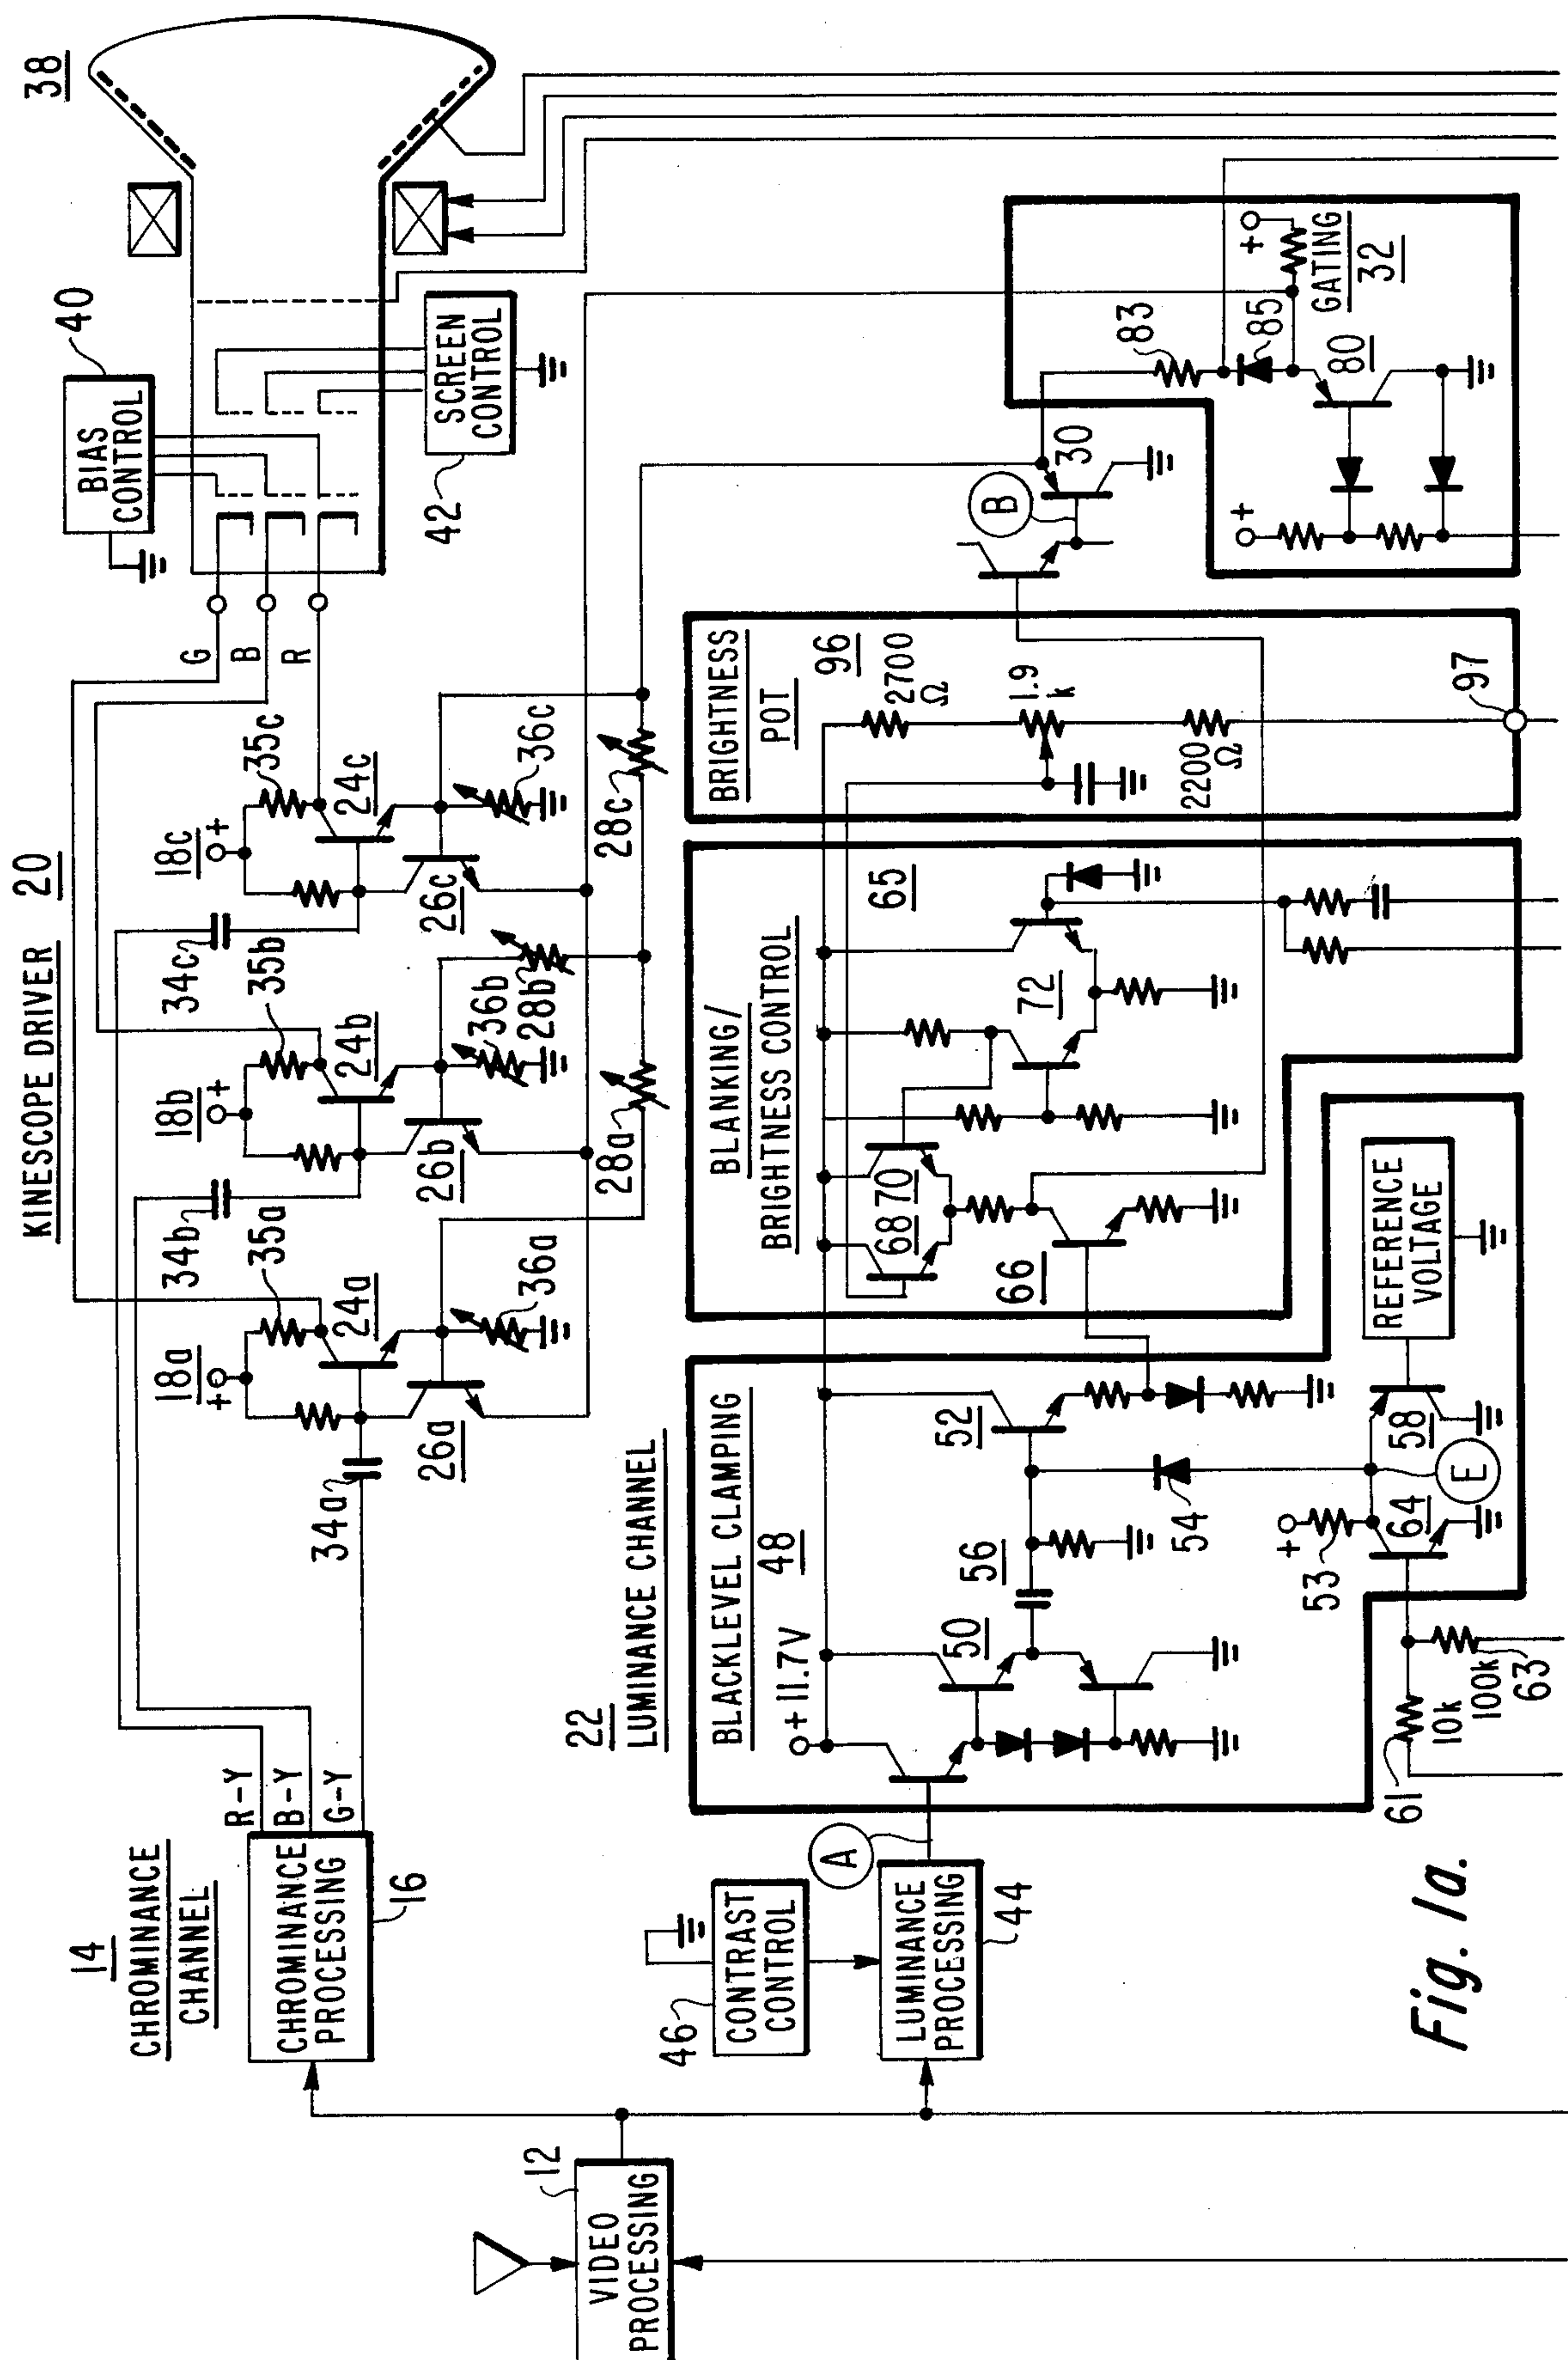 KINESCOPE DRIVER 20
38
BIAS
CONTROL
40
SCREEN
CONTROL
42
G
B
R
14
CHROMINANCE
CHANNEL
CHROMINANCE
PROCESSING
16
R-Y
B-Y
G-Y
34a
34b
34c
18a
+
18b
+
18c
+
35a
35b
35c
24a
24b
24c
26a
26b
26c
36a
36b
36c
28a
28b
28c
12
VIDEO
PROCESSING
46
CONTRAST
CONTROL
LUMINANCE
PROCESSING
44
A
22
LUMINANCE CHANNEL
BLACKLEVEL CLAMPING
48
+11.7V
50
56
52
54
+
53
64
58
E
REFERENCE
VOLTAGE
61
10k
100k
63
BLANKING/
BRIGHTNESS CONTROL
65
68
70
72
66
BRIGHTNESS
POT
96
2700
Ω
1.9
k
2200
Ω
97
B
30
83
85
+
GATING
32
80
+
Fig. 1a.